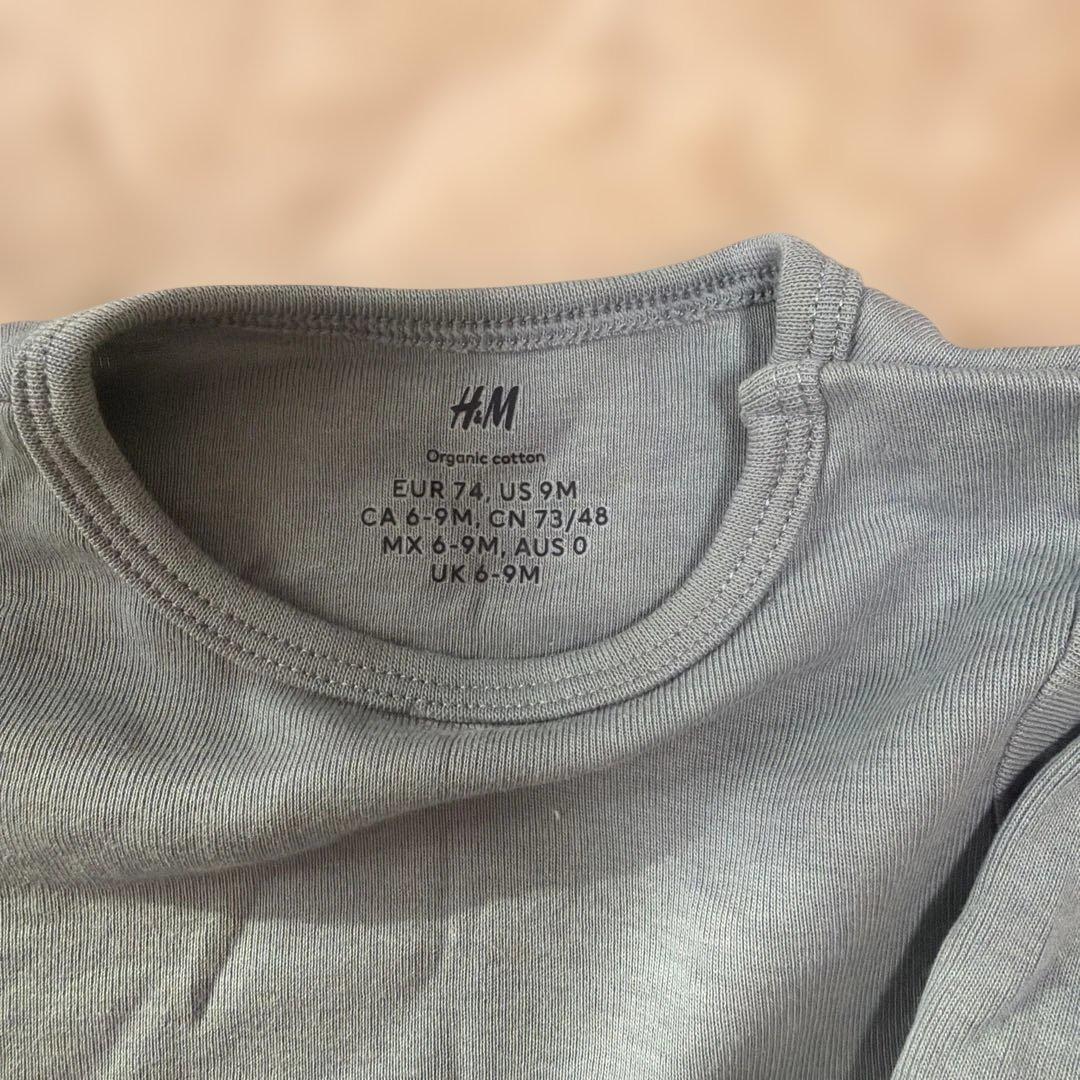 H&M
Organic cotton
EUR 74, US 9M
CA 6-9M, CN 73/48
MX 6-9M, AUS 0
UK 6-9M